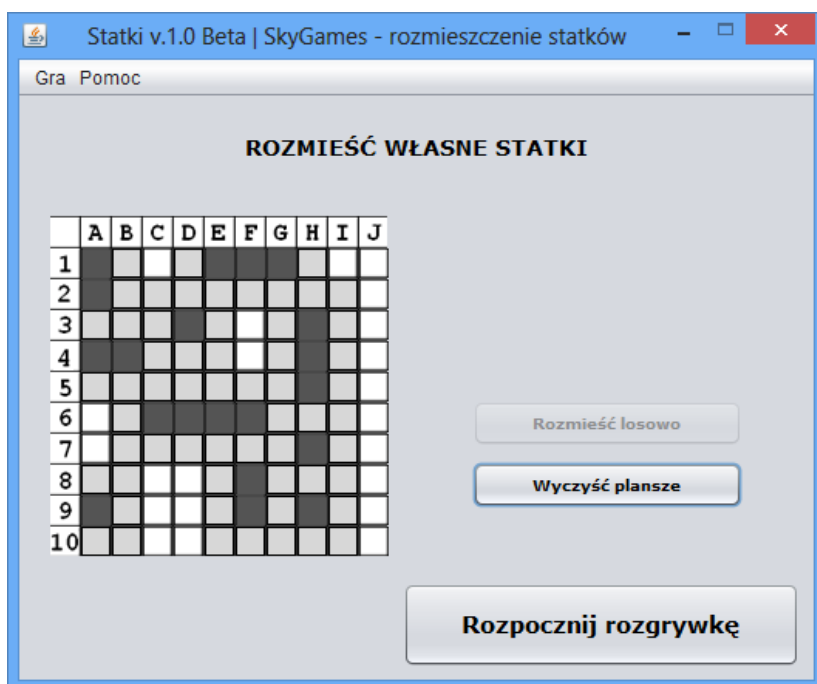 Statki v.1.0 Beta | SkyGames - rozmieszczenie statków
Gra Pomoc
ROZMIEŚĆ WŁASNE STATKI
A B C D E F G H I J
1
2
3
4
5
6
7
8
9
10
Rozmieść losowo
Wyczyść plansze
Rozpocznij rozgrywkę